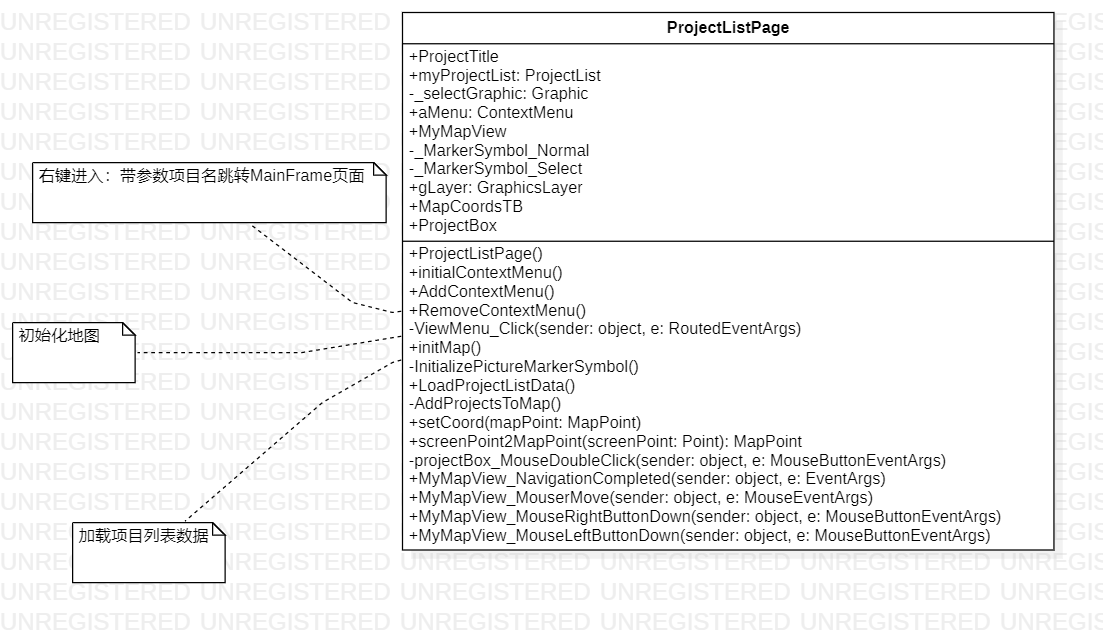 ProjectListPage
+ProjectTitle
+myProjectList: ProjectList
-_selectGraphic: Graphic
+aMenu: ContextMenu
+MyMapView
-_MarkerSymbol_Normal
-_MarkerSymbol_Select
+gLayer: GraphicsLayer
+MapCoordsTB
+ProjectBox
+ProjectListPage()
+initialContextMenu()
+AddContextMenu()
+RemoveContextMenu()
-ViewMenu_Click(sender: object, e: RoutedEventArgs)
+initMap()
-InitializePictureMarkerSymbol()
+LoadProjectListData()
-AddProjectsToMap()
+setCoord(mapPoint: MapPoint)
+screenPoint2MapPoint(screenPoint: Point): MapPoint
-projectBox_MouseDoubleClick(sender: object, e: MouseButtonEventArgs)
+MyMapView_NavigationCompleted(sender: object, e: EventArgs)
+MyMapView_MouserMove(sender: object, e: MouseEventArgs)
+MyMapView_MouseRightButtonDown(sender: object, e: MouseButtonEventArgs)
+MyMapView_MouseLeftButtonDown(sender: object, e: MouseButtonEventArgs)
右键进入：带参数项目名跳转MainFrame页面
初始化地图
加载项目列表数据
UNREGISTERED